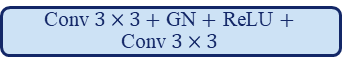 Conv 3 × 3 + GN + ReLU +
Conv 3 × 3